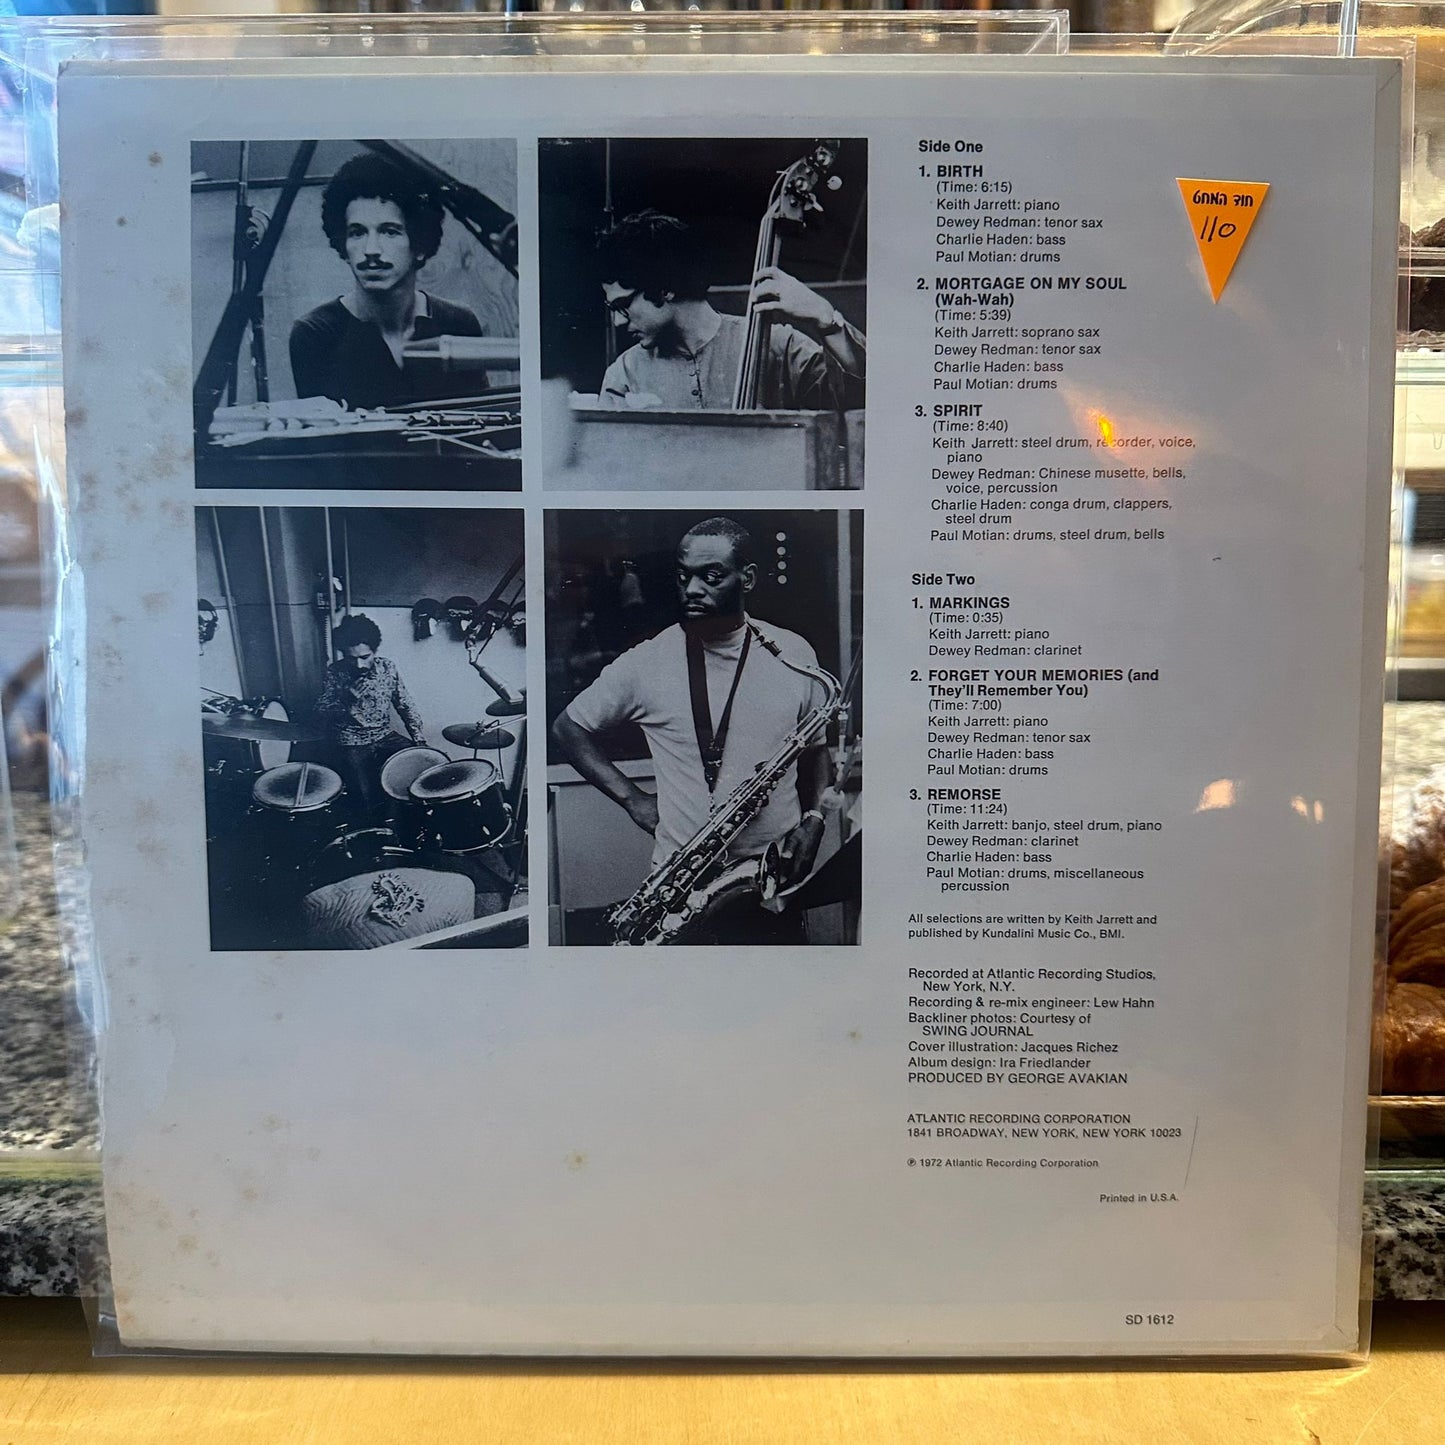 Side One
1. BIRTH
(Time: 6:15)
Keith Jarrett: piano
Dewey Redman: tenor sax
Charlie Haden: bass
Paul Motian: drums
2. MORTGAGE ON MY SOUL
(Wah-Wah)
(Time: 5:39)
Keith Jarrett: soprano sax
Dewey Redman: tenor sax
Charlie Haden: bass
Paul Motian: drums
3. SPIRIT
(Time: 8:40)
Keith Jarrett: steel drum, recorder, voice,
piano
Dewey Redman: Chinese musette, bells,
voice, percussion
Charlie Haden: conga drum, clappers,
steel drum
Paul Motian: drums, steel drum, bells
Side Two
1. MARKINGS
(Time: 0:35)
Keith Jarrett: piano
Dewey Redman: clarinet
2. FORGET YOUR MEMORIES (and
They'll Remember You)
(Time: 7:00)
Keith Jarrett: piano
Dewey Redman: tenor sax
Charlie Haden: bass
Paul Motian: drums
3. REMORSE
(Time: 11:24)
Keith Jarrett: banjo, steel drum, piano
Dewey Redman: clarinet
Charlie Haden: bass
Paul Motian: drums, miscellaneous
percussion
All selections are written by Keith Jarrett and
published by Kundalini Music Co., BMI.
Recorded at Atlantic Recording Studios,
New York, N.Y.
Recording & re-mix engineer: Lew Hahn
Backliner photos: Courtesy of
SWING JOURNAL
Cover illustration: Jacques Richez
Album design: Ira Friedlander
PRODUCED BY GEORGE AVAKIAN
ATLANTIC RECORDING CORPORATION
1841 BROADWAY, NEW YORK, NEW YORK 10023
℗ 1972 Atlantic Recording Corporation
Printed in U.S.A.
SD 1612
חוד המחט
110